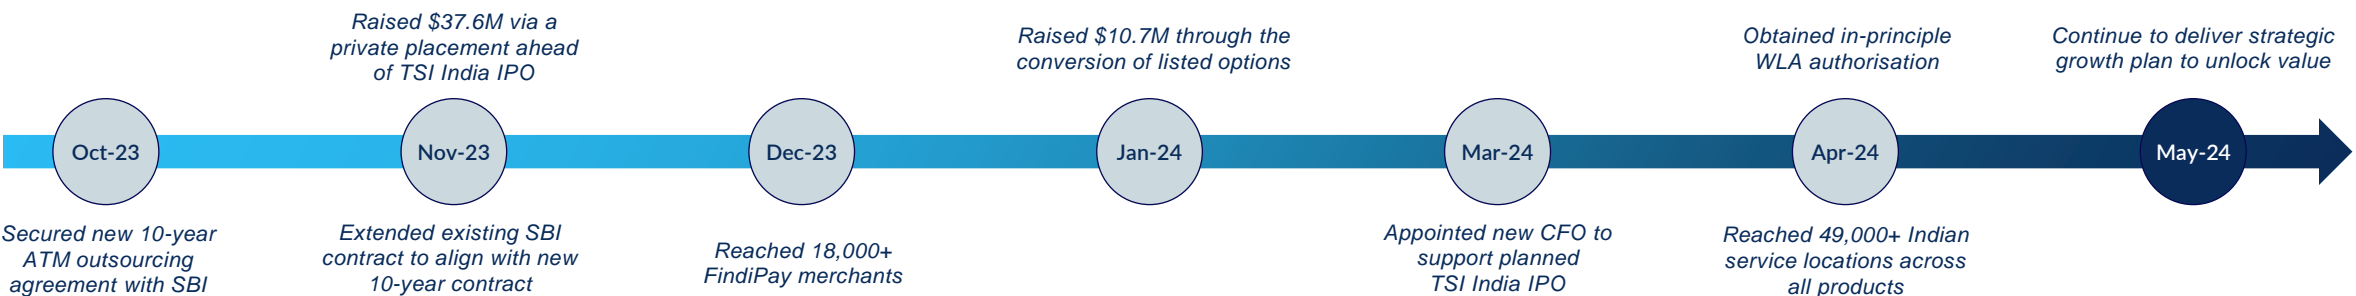 Raised $37.6M via a
private placement ahead
of TSI India IPO
Raised $10.7M through the
conversion of listed options
Obtained in-principle
WLA authorisation
Continue to deliver strategic
growth plan to unlock value
Oct-23
Nov-23
Dec-23
Jan-24
Mar-24
Apr-24
May-24
Secured new 10-year
ATM outsourcing
agreement with SBI
Extended existing SBI
contract to align with new
10-year contract
Reached 18,000+
FindiPay merchants
Appointed new CFO to
support planned
TSI India IPO
Reached 49,000+ Indian
service locations across
all products